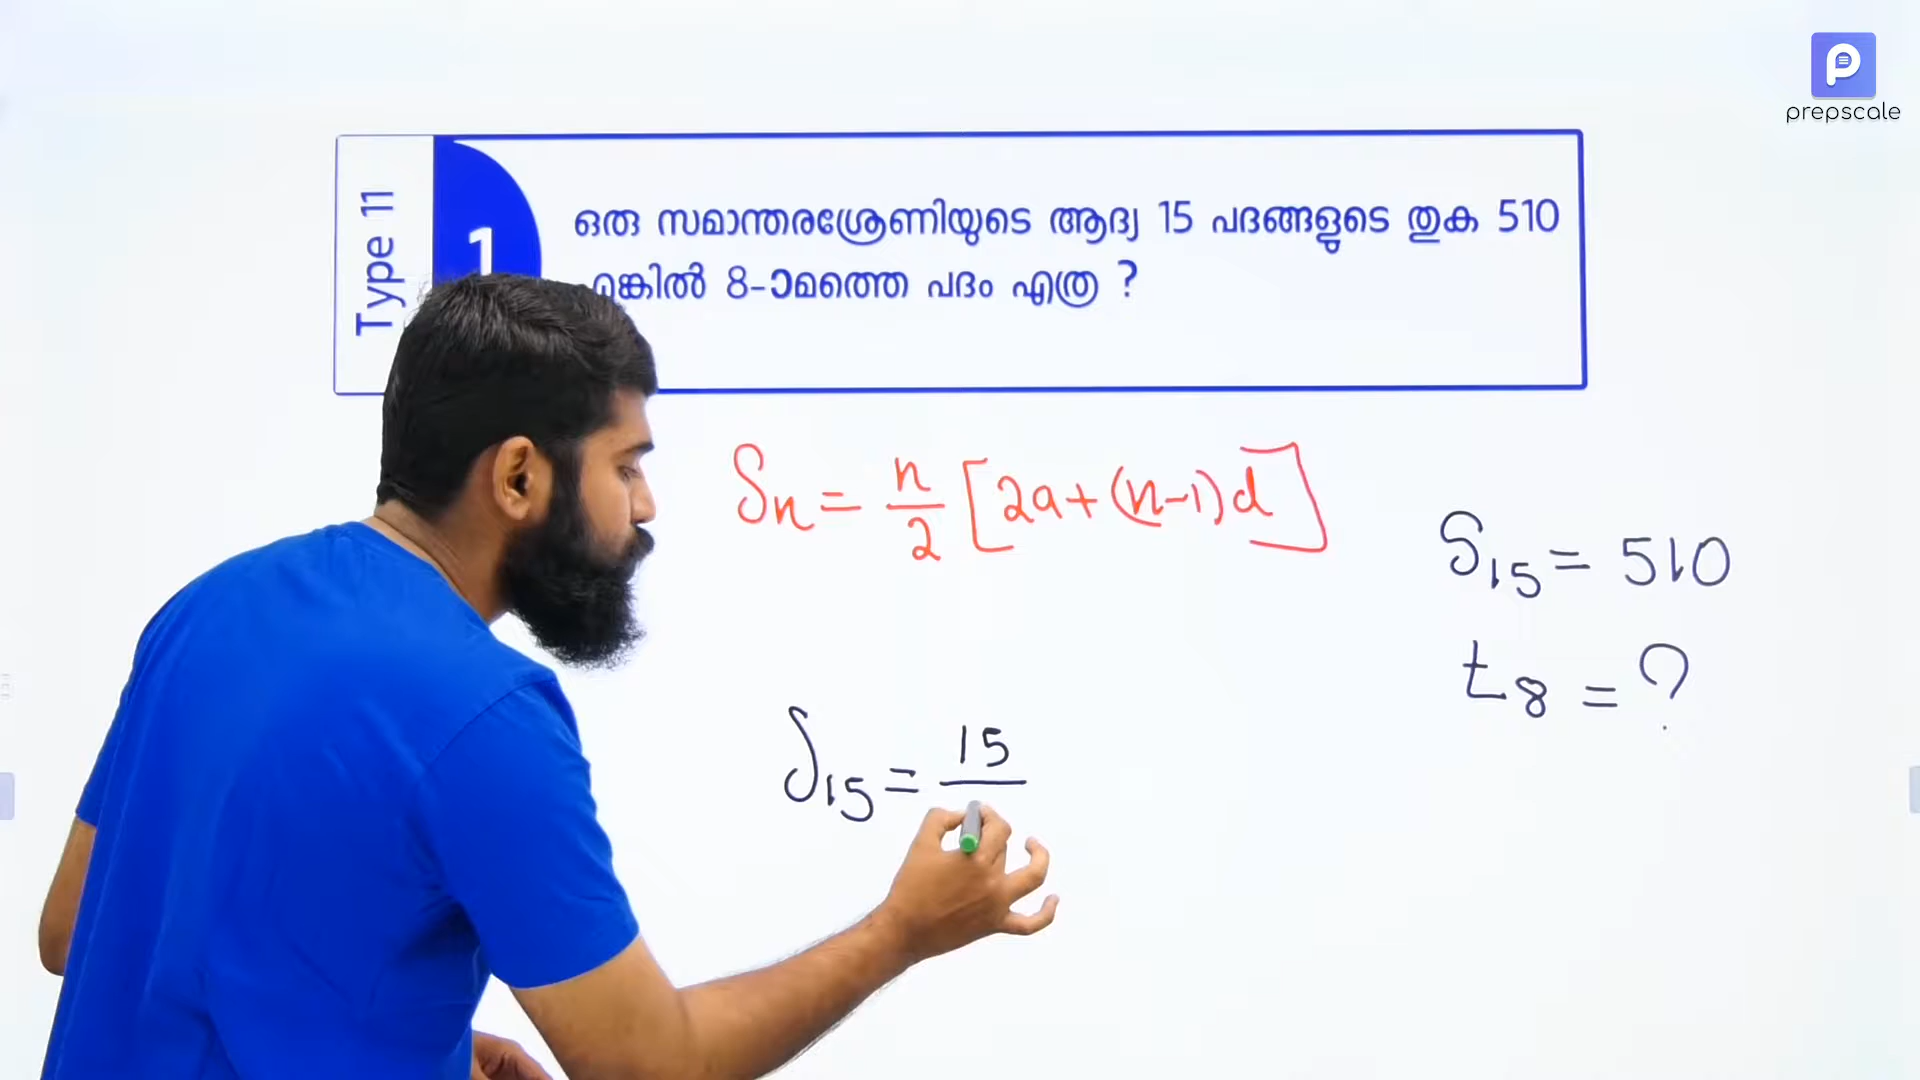 prepscale
Type 11
1
ഒരു സമാന്തരശ്രേണിയുടെ ആദ്യ 15 പദങ്ങളുടെ തുക 510
എങ്കിൽ 8-ാമത്തെ പദം എത്ര ?
Sn = n/2 [2a+(n-1)d]
S15 = 510
t8 = ?
S15 = 15